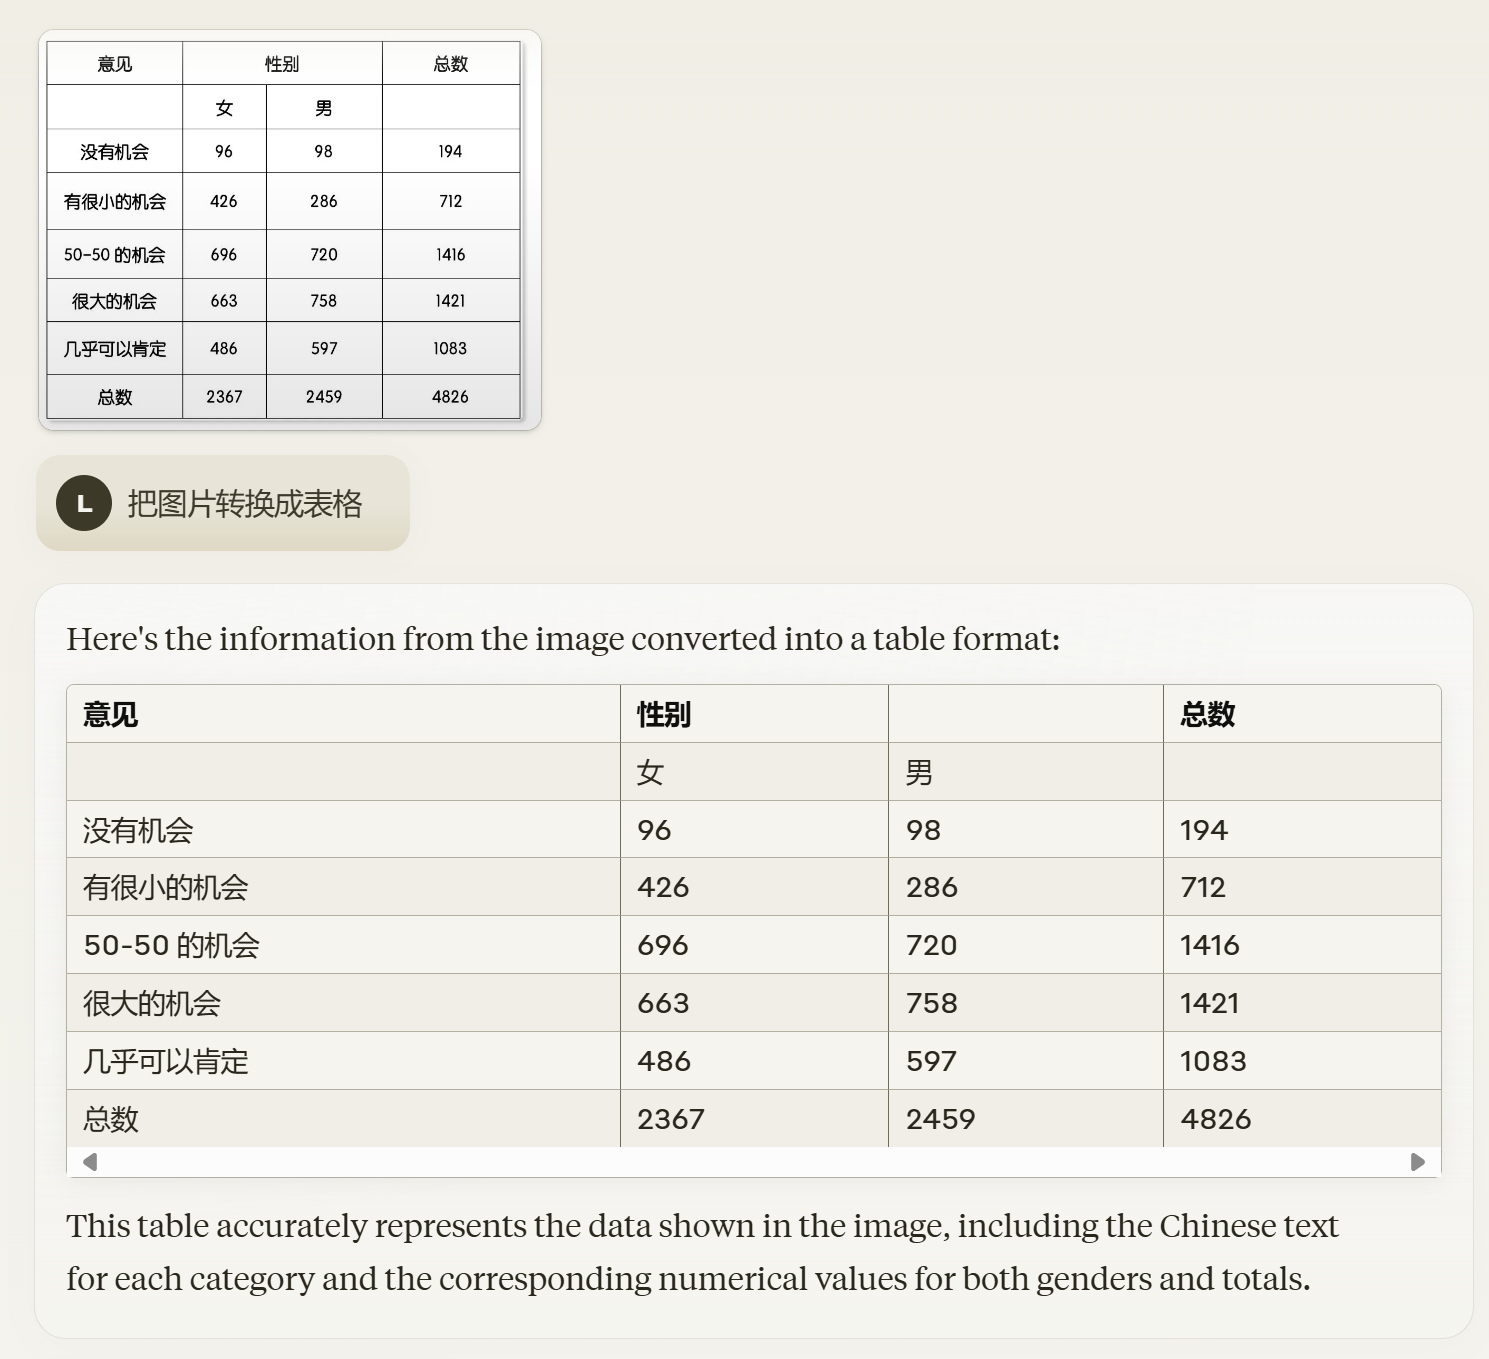 意见 性别 总数
女 男
没有机会 96 98 194
有很小的机会 426 286 712
50-50 的机会 696 720 1416
很大的机会 663 758 1421
几乎可以肯定 486 597 1083
总数 2367 2459 4826
L 把图片转换成表格
Here's the information from the image converted into a table format:
意见 性别 总数
女 男
没有机会 96 98 194
有很小的机会 426 286 712
50-50 的机会 696 720 1416
很大的机会 663 758 1421
几乎可以肯定 486 597 1083
总数 2367 2459 4826
This table accurately represents the data shown in the image, including the Chinese text
for each category and the corresponding numerical values for both genders and totals.